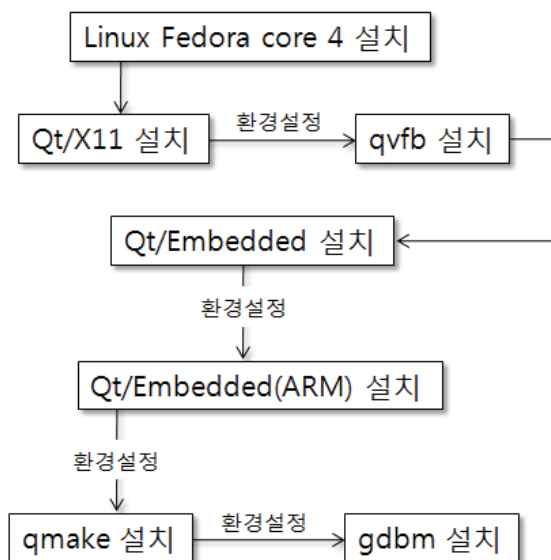 Linux Fedora core 4 설치
Qt/X11 설치
환경설정
qvfb 설치
Qt/Embedded 설치
환경설정
Qt/Embedded(ARM) 설치
환경설정
qmake 설치
환경설정
gdbm 설치